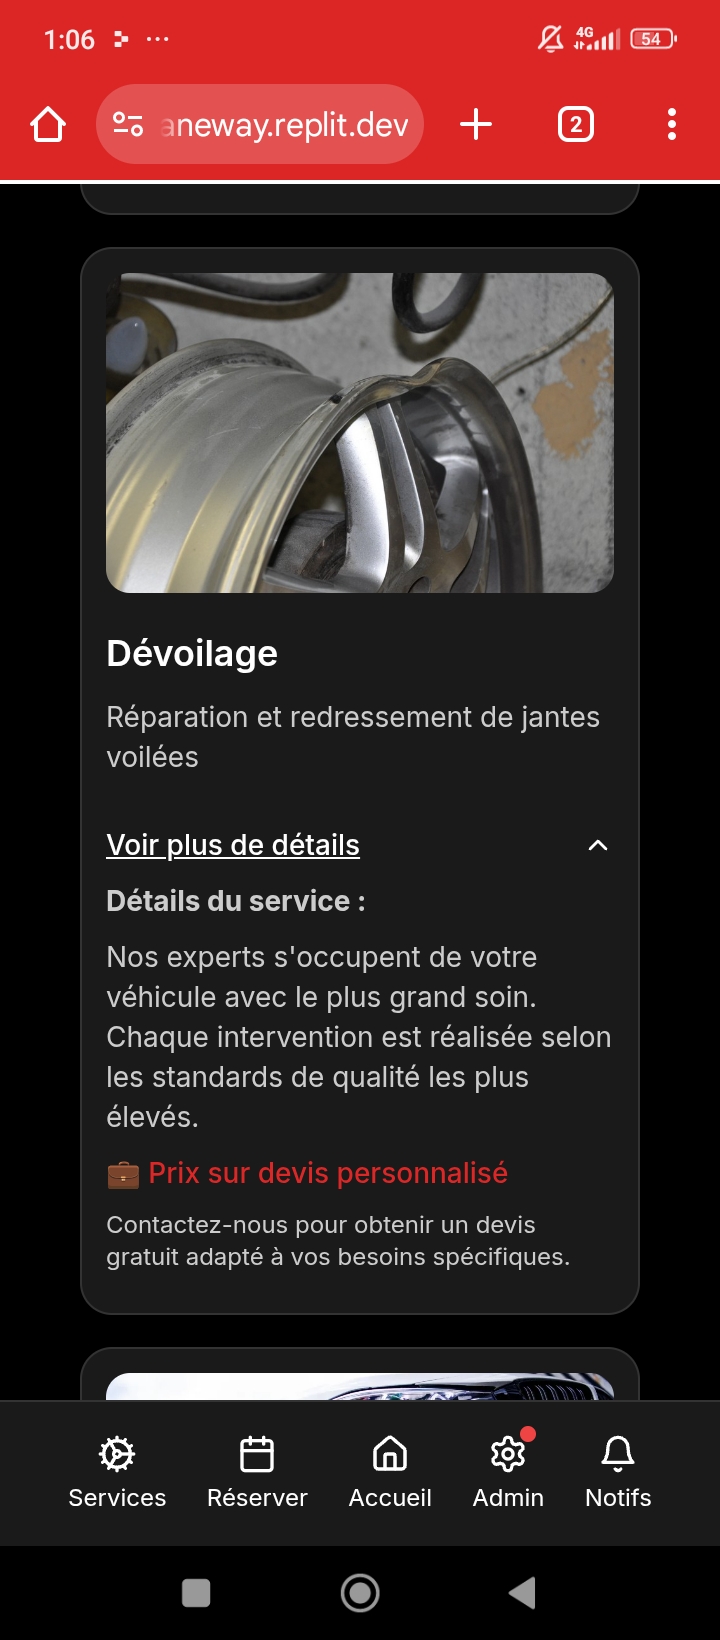 1:06
4G
54
aneway.replit.dev
2
Dévoilage
Réparation et redressement de jantes
voilées
Voir plus de détails
Détails du service :
Nos experts s'occupent de votre
véhicule avec le plus grand soin.
Chaque intervention est réalisée selon
les standards de qualité les plus
élevés.
💼 Prix sur devis personnalisé
Contactez-nous pour obtenir un devis
gratuit adapté à vos besoins spécifiques.
Services
Réserver
Accueil
Admin
Notifs